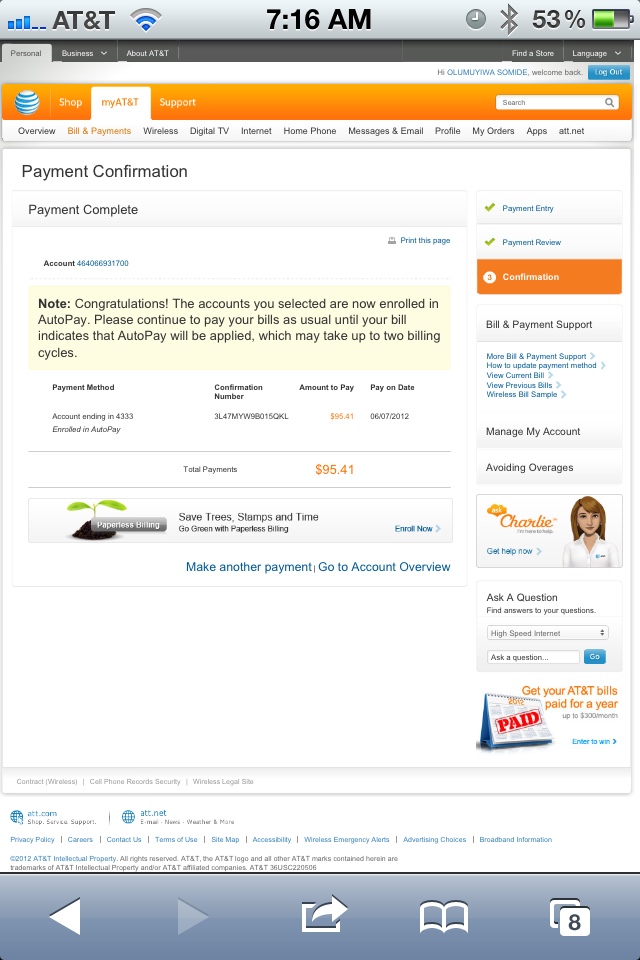 AT&T 7:16 AM 53%
Personal Business About AT&T Find a Store Language
Hi OLUMUYIWA SOMIDE, welcome back. Log Out
Shop myAT&T Support Search
Overview Bill & Payments Wireless Digital TV Internet Home Phone Messages & Email Profile My Orders Apps att.net
Payment Confirmation
Payment Complete
Print this page
Account 464066931700
Note: Congratulations! The accounts you selected are now enrolled in
AutoPay. Please continue to pay your bills as usual until your bill
indicates that AutoPay will be applied, which may take up to two billing
cycles.
Payment Method Confirmation Number Amount to Pay Pay on Date
Account ending in 4333 3L47MYW9B015QKL $95.41 06/07/2012
Enrolled in AutoPay
Total Payments $95.41
Paperless Billing
Save Trees, Stamps and Time
Go Green with Paperless Billing Enroll Now
Make another payment | Go to Account Overview
Payment Entry
Payment Review
3 Confirmation
Bill & Payment Support
More Bill & Payment Support
How to update payment method
View Current Bill
View Previous Bills
Wireless Bill Sample
Manage My Account
Avoiding Overages
ask
Charlie
I'm here to help.
Get help now
Ask A Question
Find answers to your questions.
High Speed Internet
Ask a question... Go
Get your AT&T bills
paid for a year
up to $300/month
2012
PAID
Enter to win
Contract (Wireless) | Cell Phone Records Security | Wireless Legal Site
att.com
Shop. Service. Support.
att.net
E-mail - News - Weather & More
Privacy Policy | Careers | Contact Us | Terms of Use | Site Map | Accessibility | Wireless Emergency Alerts | Advertising Choices | Broadband Information
©2012 AT&T Intellectual Property. All rights reserved. AT&T, the AT&T logo and all other AT&T marks contained herein are
trademarks of AT&T Intellectual Property and/or AT&T affiliated companies. AT&T 36USC220506
8